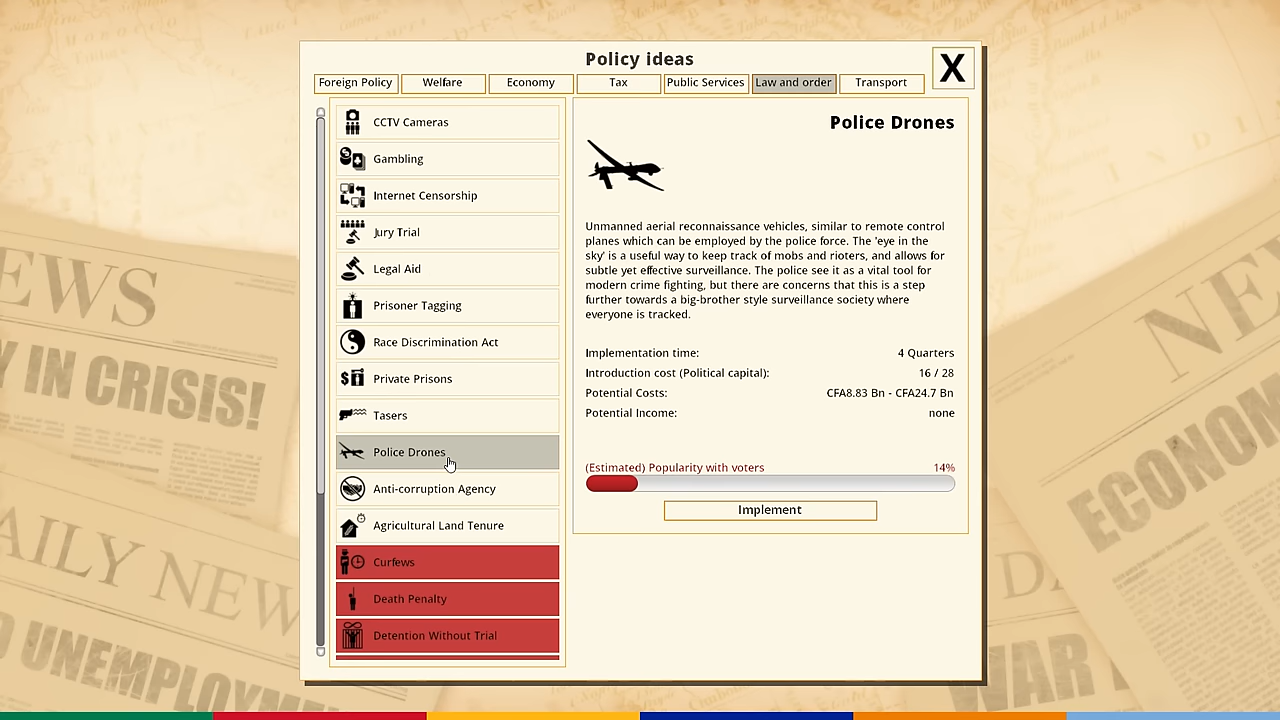 Policy ideas
X
Foreign Policy
Welfare
Economy
Tax
Public Services
Law and order
Transport
CCTV Cameras
Gambling
Internet Censorship
Jury Trial
Legal Aid
Prisoner Tagging
Race Discrimination Act
Private Prisons
Tasers
Police Drones
Anti-corruption Agency
Agricultural Land Tenure
Curfews
Death Penalty
Detention Without Trial
Police Drones
Unmanned aerial reconnaissance vehicles, similar to remote control
planes which can be employed by the police force. The 'eye in the
sky' is a useful way to keep track of mobs and rioters, and allows for
subtle yet effective surveillance. The police see it as a vital tool for
modern crime fighting, but there are concerns that this is a step
further towards a big-brother style surveillance society where
everyone is tracked.
Implementation time: 4 Quarters
Introduction cost (Political capital): 16 / 28
Potential Costs: CFA8.83 Bn - CFA24.7 Bn
Potential Income: none
(Estimated) Popularity with voters 14%
Implement
EWS
Y IN CRISIS!
AILY NEW
D UNEMPLOYM
NE
ECONOM
DA
WAR